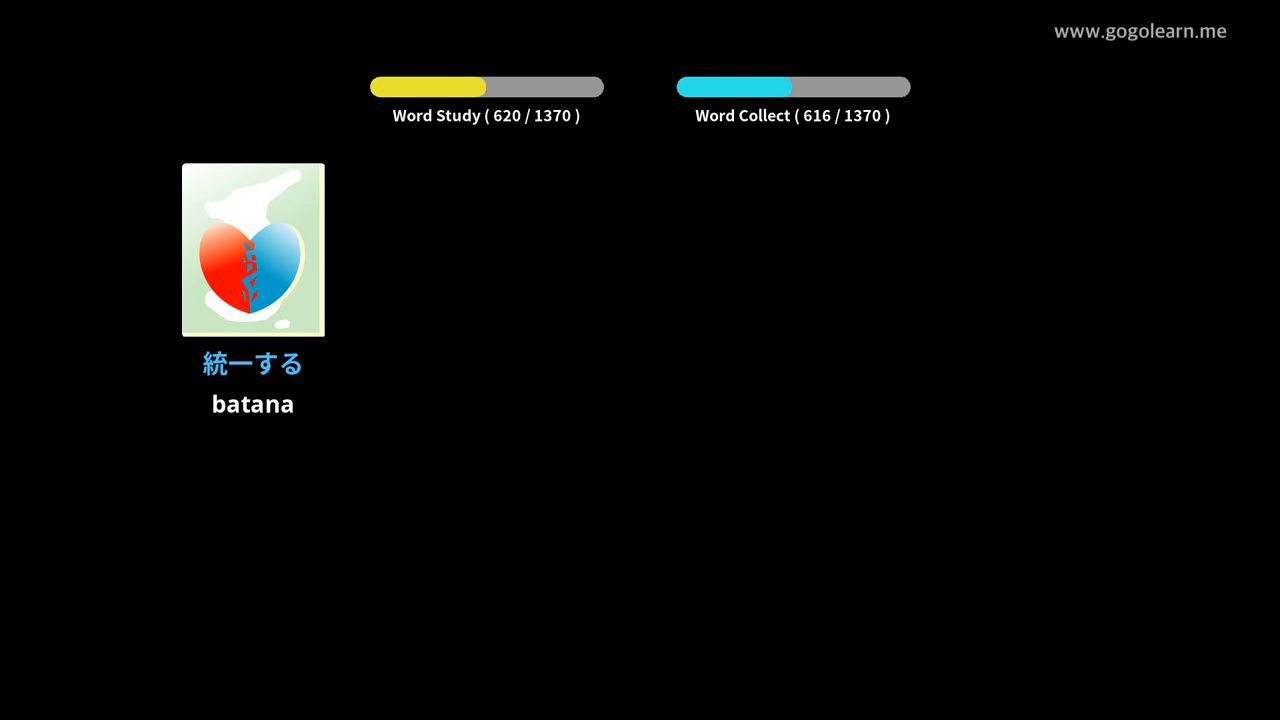 www.gogolearn.me
Word Study ( 620 / 1370 )
Word Collect ( 616 / 1370 )
統一する
batana